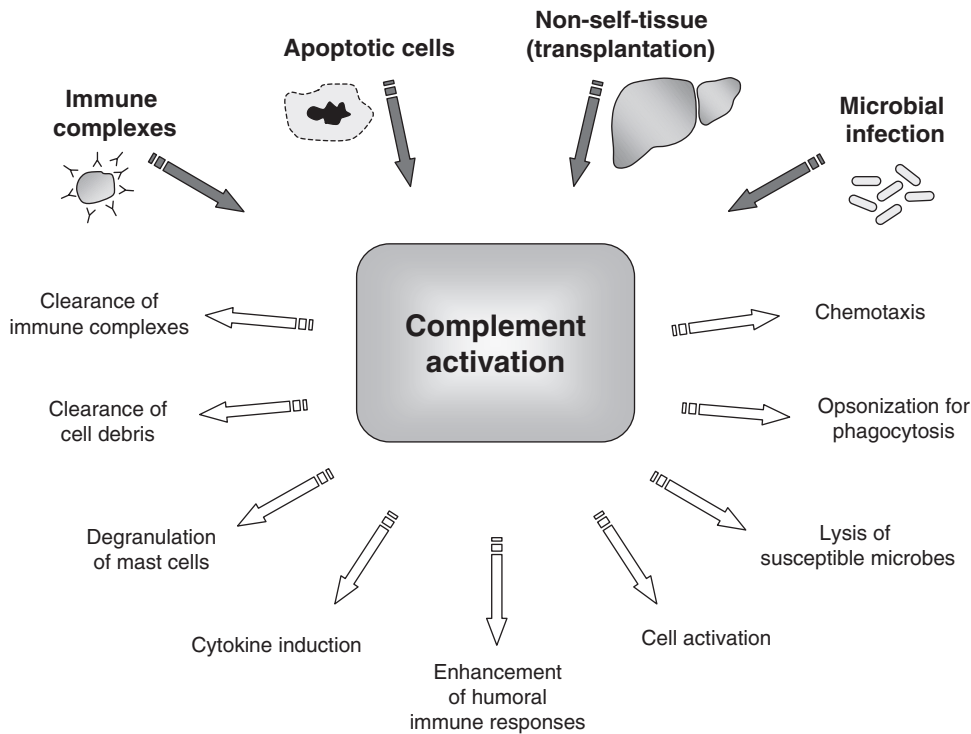 Immune
complexes
Apoptotic cells
Non-self-tissue
(transplantation)
Microbial
infection
Complement
activation
Clearance of
immune complexes
Clearance of
cell debris
Degranulation
of mast cells
Cytokine induction
Enhancement
of humoral
immune responses
Cell activation
Lysis of
susceptible microbes
Opsonization for
phagocytosis
Chemotaxis